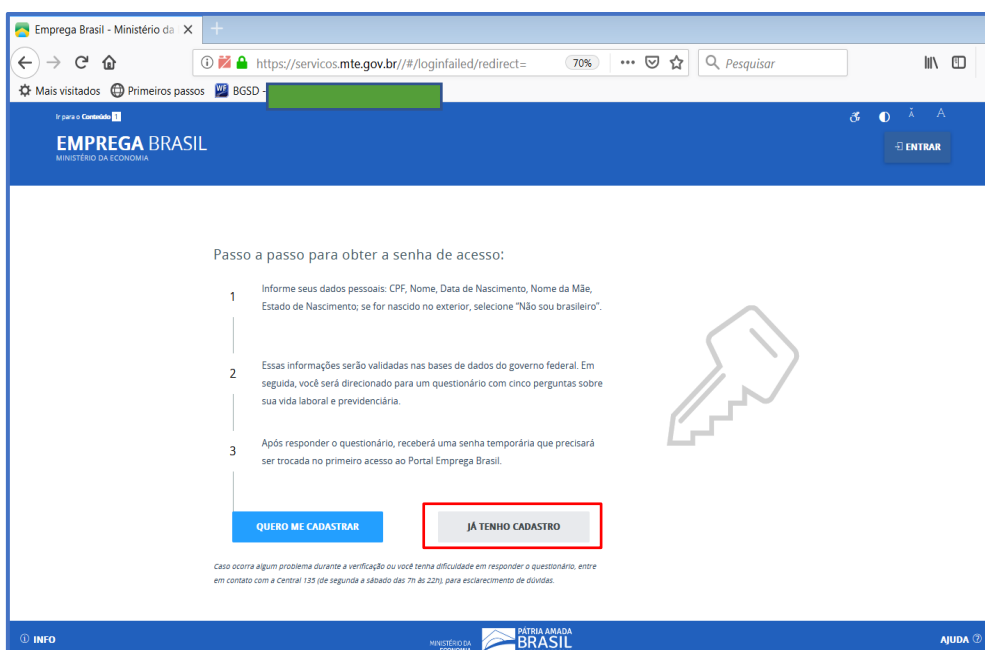 Emprega Brasil - Ministério da
https://servicos.mte.gov.br//#/loginfailed/redirect=
70%
Pesquisar
Mais visitados
Primeiros passos
BGSD -
Ir para o Conteúdo 1
A
A
EMPREGA BRASIL
MINISTÉRIO DA ECONOMIA
ENTRAR
Passo a passo para obter a senha de acesso:
1
Informe seus dados pessoais: CPF, Nome, Data de Nascimento, Nome da Mãe,
Estado de Nascimento; se for nascido no exterior, selecione "Não sou brasileiro".
2
Essas informações serão validadas nas bases de dados do governo federal. Em
seguida, você será direcionado para um questionário com cinco perguntas sobre
sua vida laboral e previdenciária.
3
Após responder o questionário, receberá uma senha temporária que precisará
ser trocada no primeiro acesso ao Portal Emprega Brasil.
QUERO ME CADASTRAR
JÁ TENHO CADASTRO
Caso ocorra algum problema durante a verificação ou você tenha dificuldade em responder o questionário, entre
em contato com a Central 135 (de segunda a sábado das 7h às 22h), para esclarecimento de dúvidas.
INFO
MINISTÉRIO DA
ECONOMIA
PÁTRIA AMADA
BRASIL
AJUDA